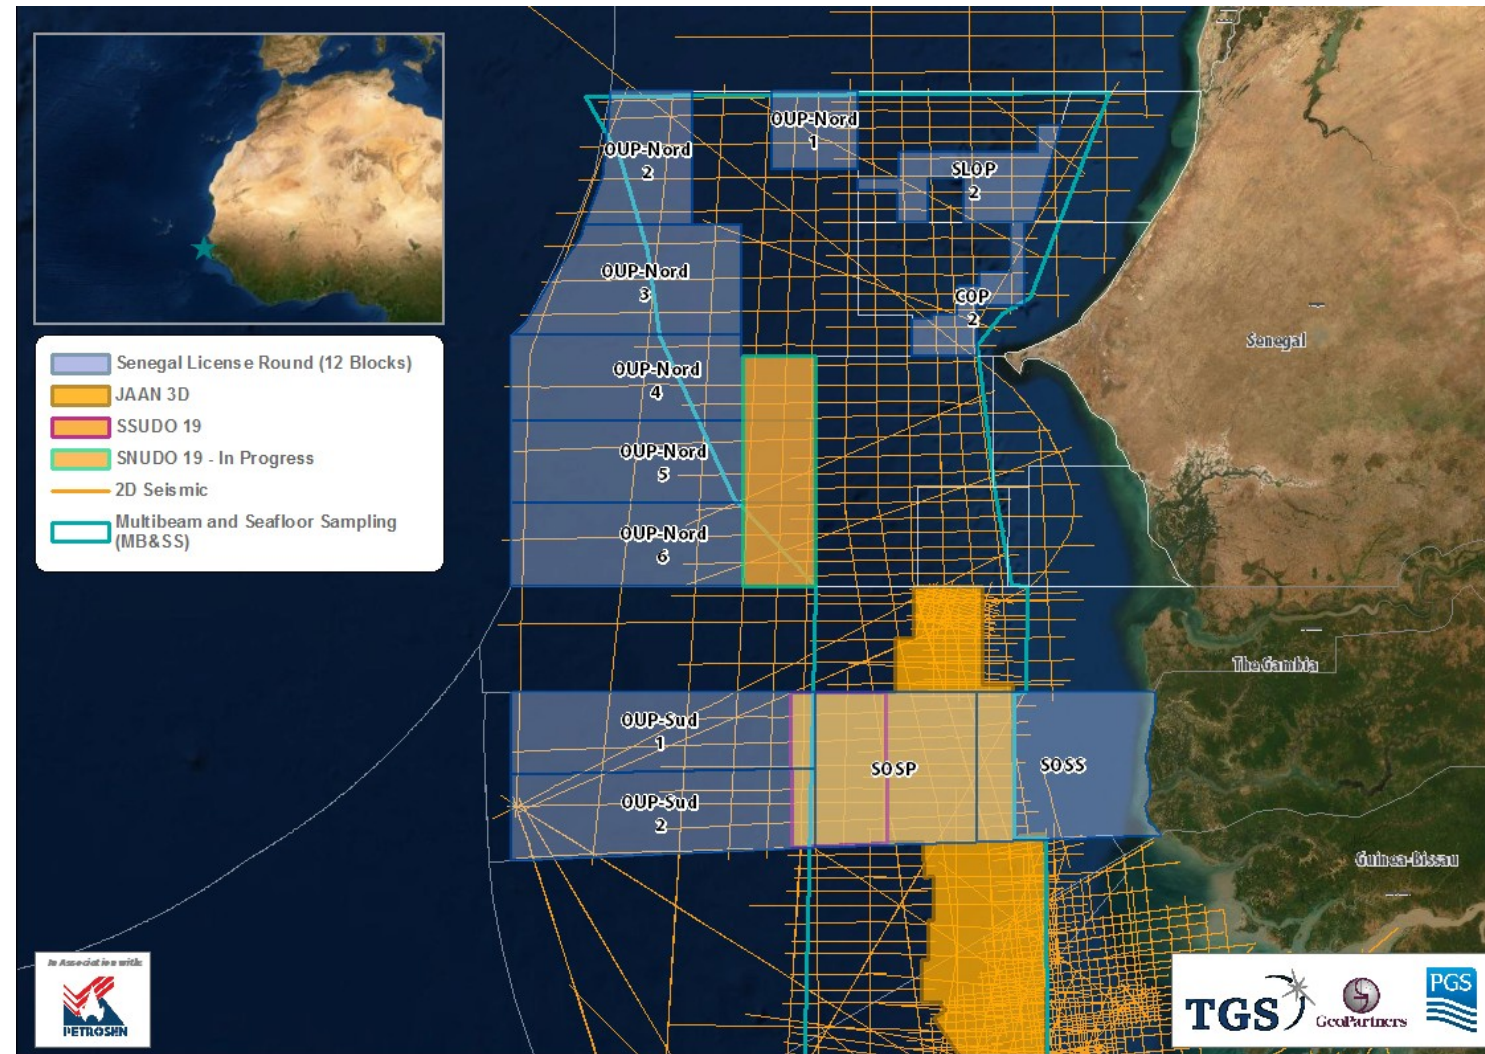 OUP-Nord
1
OUP-Nord
2
SLOP
2
OUP-Nord
3
COP
2
Senegal
OUP-Nord
4
OUP-Nord
5
OUP-Nord
6
The Gambia
OUP-Sud
1
SOSP
SOSS
OUP-Sud
2
Guinea-Bissau
Senegal License Round (12 Blocks)
JAAN 3D
SSUDO 19
SNUDO 19 - In Progress
2D Seismic
Multibeam and Seafloor Sampling
(MB&SS)
In Association with:
PETROSEN
TGS
GeoPartners
PGS